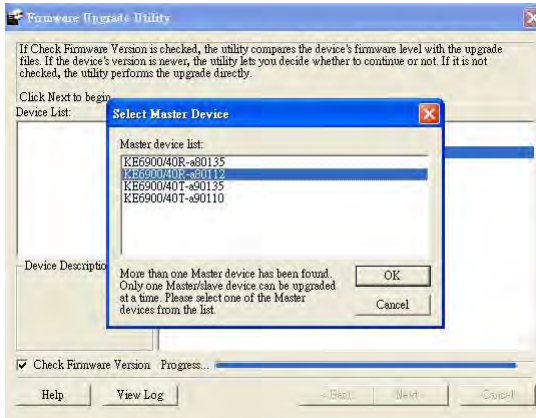 Firmware Upgrade Utility
If Check Firmware Version is checked, the utility compares the device's firmware level with the upgrade
files. If the device's version is newer, the utility lets you decide whether to continue or not. If it is not
checked, the utility performs the upgrade directly.
Click Next to begin
Device List:
Select Master Device
Master device list:
KE6900/40R-a80135
KE6900/40R-a80112
KE6900/40T-a90135
KE6900/40T-a90110
More than one Master device has been found.
Only one Master/slave device can be upgraded
at a time. Please select one of the Master
devices from the list.
OK
Cancel
Device Descriptio
Check Firmware Version Progress...
Help
View Log
Back
Next
Cancel